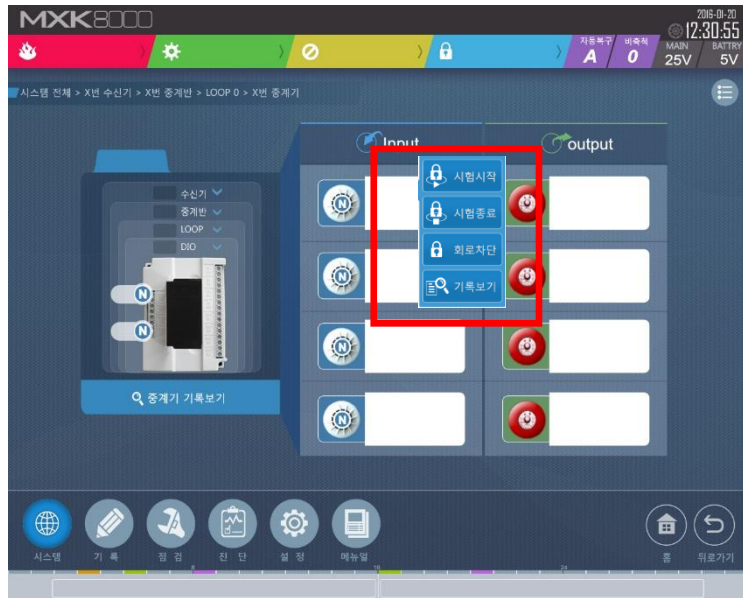 MXK8000
2016-01-20
12:30:55
자동복구
A
비축적
0
MAIN
25V
BATTRY
5V
시스템 전체 > X번 수신기 > X번 중계반 > LOOP 0 > X번 중계기
수신기
중계반
LOOP
DIO
N
N
중계기 기록보기
Input
output
N
N
N
N
시험시작
시험종료
회로차단
기록보기
시스템
기 록
점 검
진 단
설 정
메뉴얼
홈
뒤로가기
8
16
24